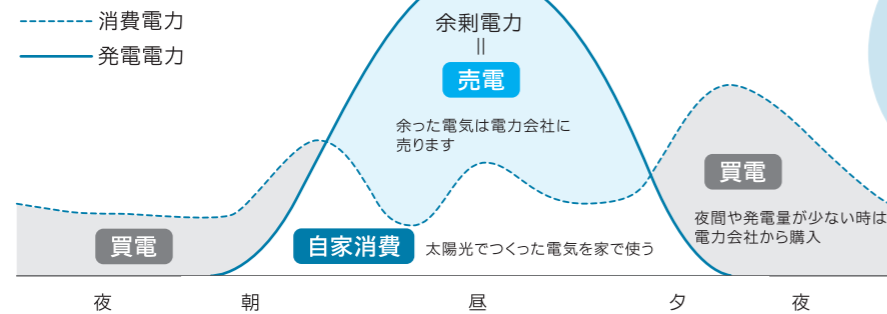 消費電力
発電電力
余剰電力
=
売電
余った電気は電力会社に
売ります
買電
夜間や発電量が少ない時は
電力会社から購入
買電
自家消費
太陽光でつくった電気を家で使う
夜
朝
昼
夕
夜